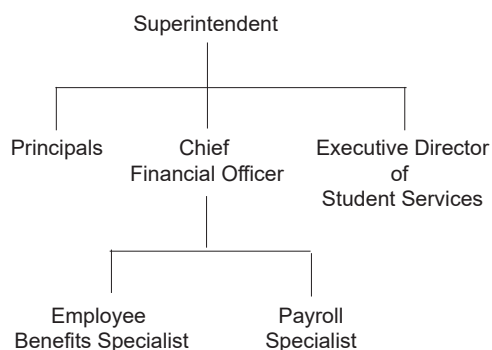 Superintendent
Principals
Chief
Financial Officer
Executive Director
of
Student Services
Employee
Benefits Specialist
Payroll
Specialist